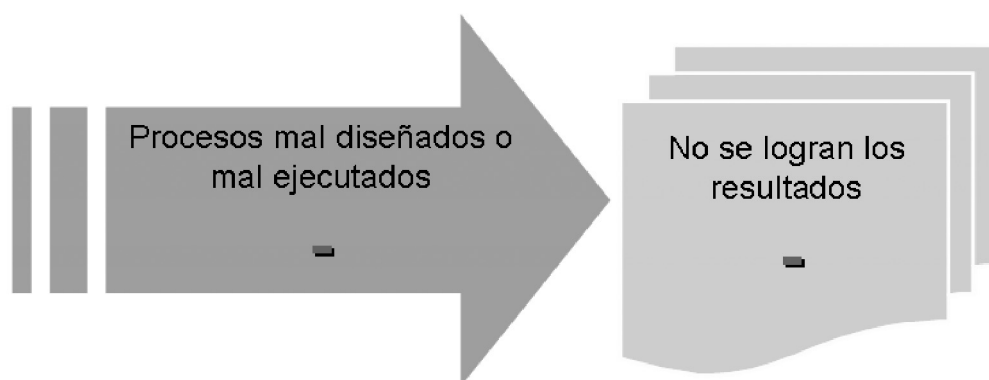 Procesos mal diseñados o
mal ejecutados
-
No se logran los
resultados
-